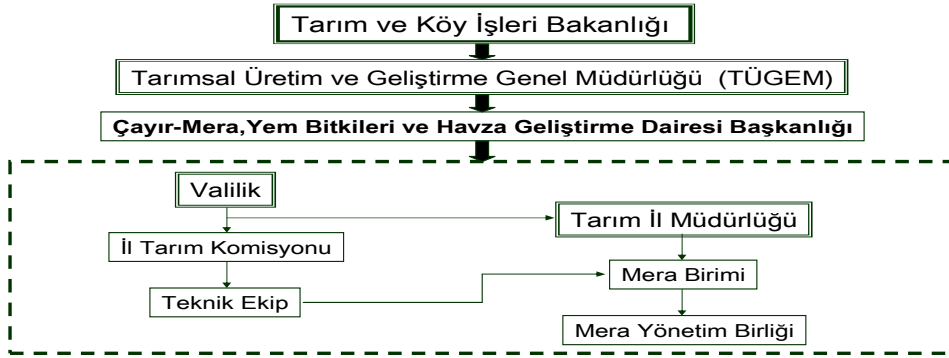 Tarım ve Köy İşleri Bakanlığı
Tarımsal Üretim ve Geliştirme Genel Müdürlüğü (TÜGEM)
Çayır-Mera,Yem Bitkileri ve Havza Geliştirme Dairesi Başkanlığı
Valilik
Tarım İl Müdürlüğü
İl Tarım Komisyonu
Mera Birimi
Teknik Ekip
Mera Yönetim Birliği